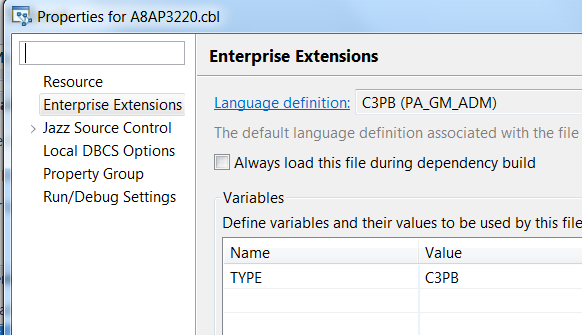 Properties for A8AP3220.cbl
Resource
Enterprise Extensions
Jazz Source Control
Local DBCS Options
Property Group
Run/Debug Settings
Enterprise Extensions
Language definition: C3PB (PA_GM_ADM)
The default language definition associated with the file
Always load this file during dependency build
Variables
Define variables and their values to be used by this file
Name Value
TYPE C3PB